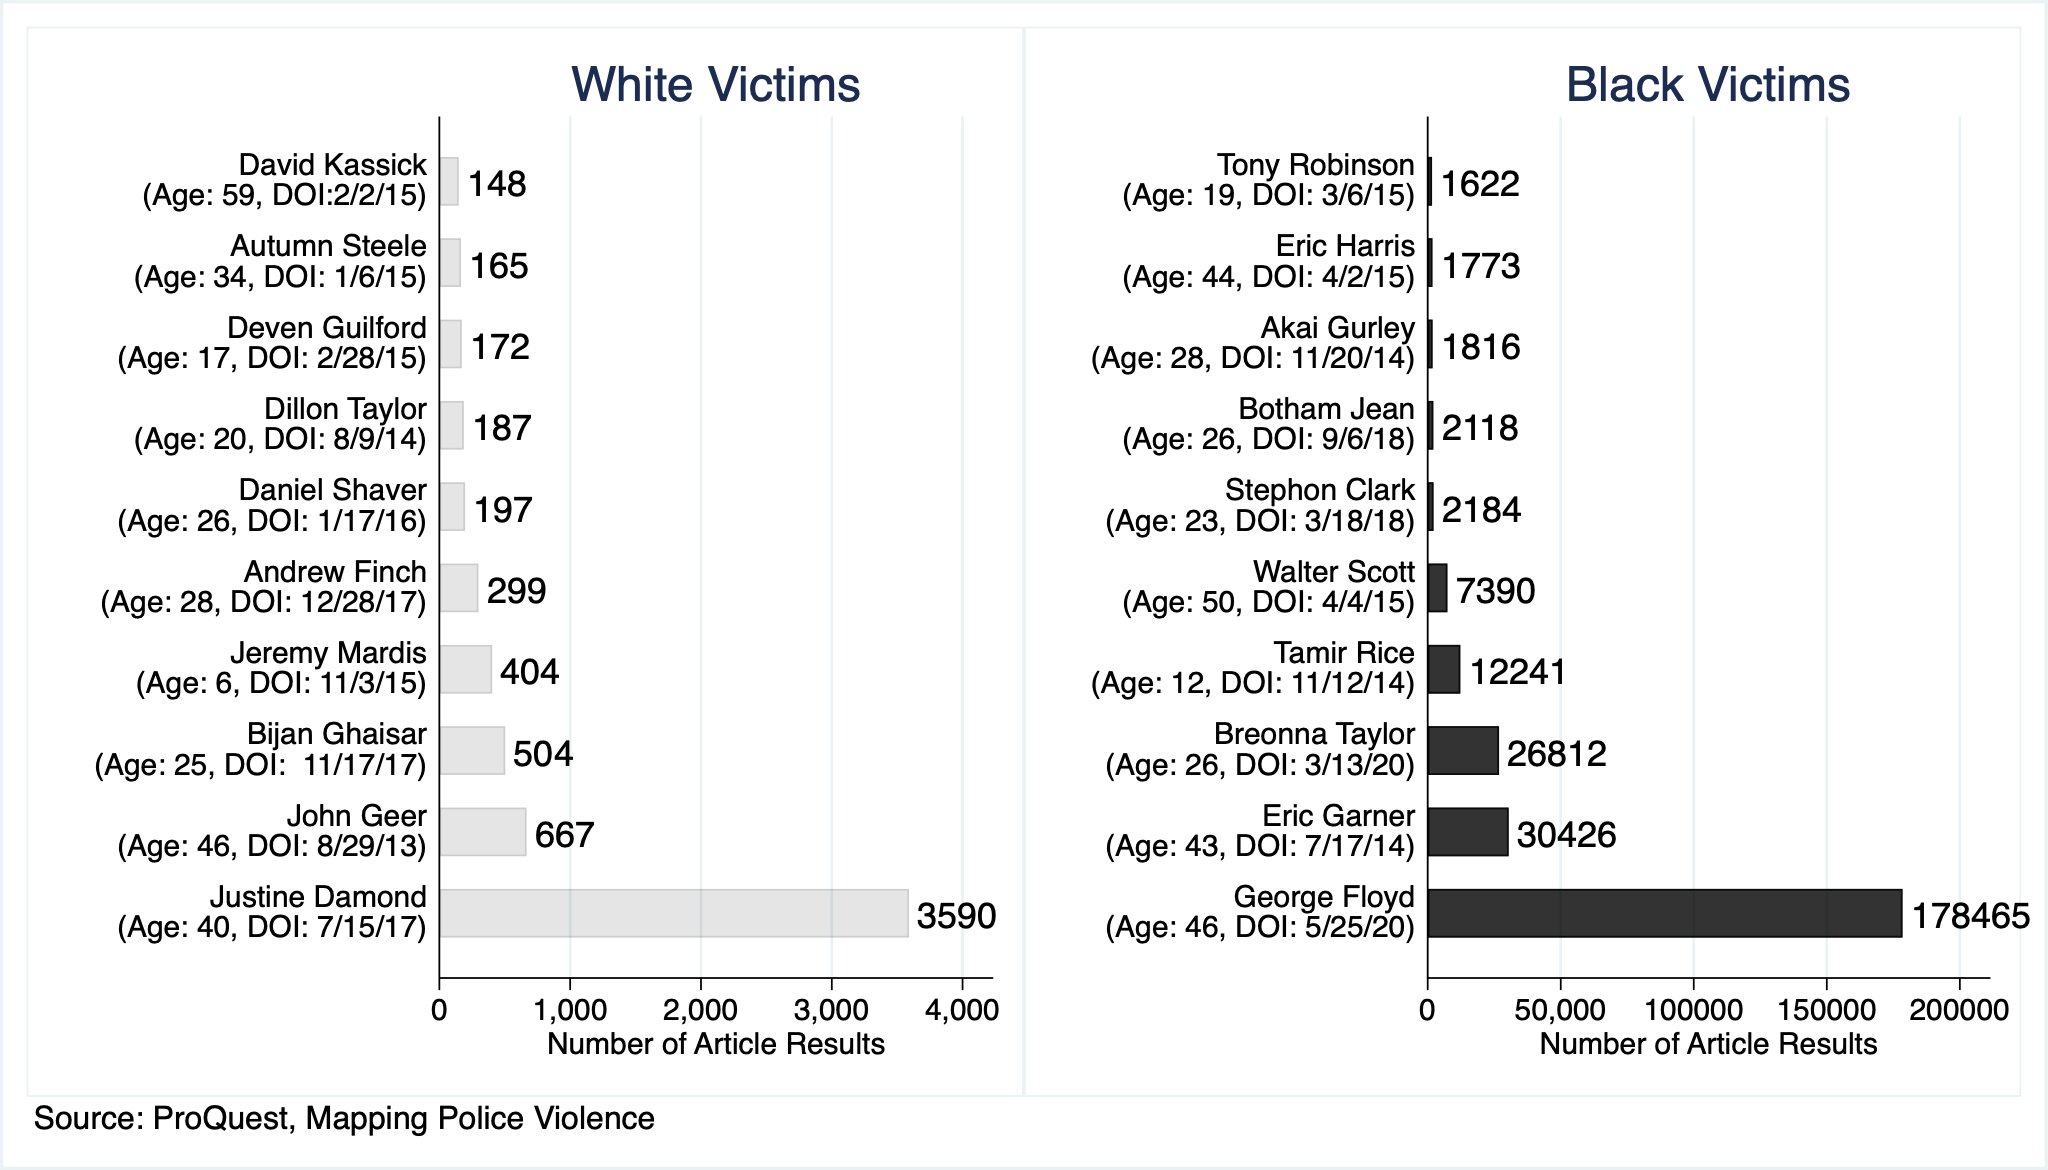 White Victims
David Kassick
(Age: 59, DOI:2/2/15)
148
Autumn Steele
(Age: 34, DOI: 1/6/15)
165
Deven Guilford
(Age: 17, DOI: 2/28/15)
172
Dillon Taylor
(Age: 20, DOI: 8/9/14)
187
Daniel Shaver
(Age: 26, DOI: 1/17/16)
197
Andrew Finch
(Age: 28, DOI: 12/28/17)
299
Jeremy Mardis
(Age: 6, DOI: 11/3/15)
404
Bijan Ghaisar
(Age: 25, DOI:  11/17/17)
504
John Geer
(Age: 46, DOI: 8/29/13)
667
Justine Damond
(Age: 40, DOI: 7/15/17)
3590
0 1,000 2,000 3,000 4,000
Number of Article Results
Black Victims
Tony Robinson
(Age: 19, DOI: 3/6/15)
1622
Eric Harris
(Age: 44, DOI: 4/2/15)
1773
Akai Gurley
(Age: 28, DOI: 11/20/14)
1816
Botham Jean
(Age: 26, DOI: 9/6/18)
2118
Stephon Clark
(Age: 23, DOI: 3/18/18)
2184
Walter Scott
(Age: 50, DOI: 4/4/15)
7390
Tamir Rice
(Age: 12, DOI: 11/12/14)
12241
Breonna Taylor
(Age: 26, DOI: 3/13/20)
26812
Eric Garner
(Age: 43, DOI: 7/17/14)
30426
George Floyd
(Age: 46, DOI: 5/25/20)
178465
0 50,000 100000 150000 200000
Number of Article Results
Source: ProQuest, Mapping Police Violence